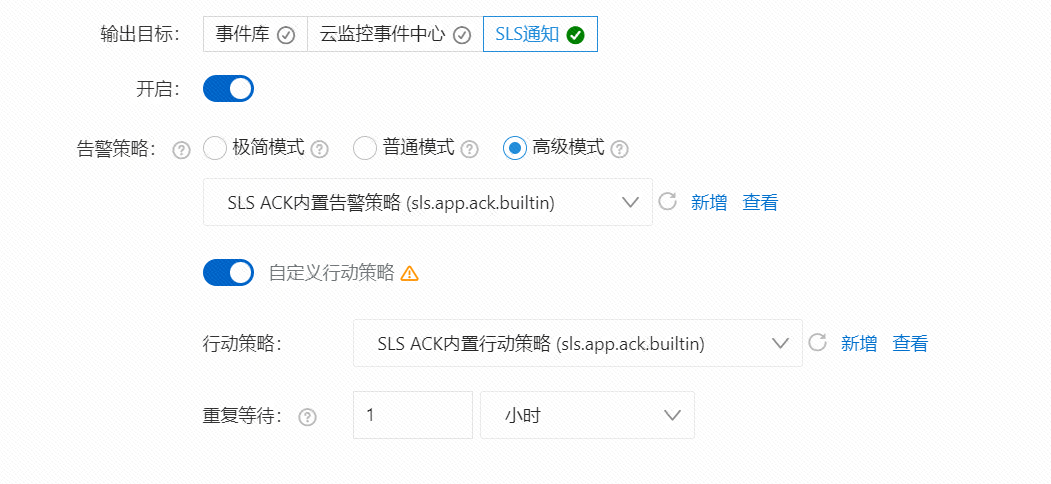 输出目标： 事件库 云监控事件中心 SLS通知
开启：
告警策略： 极简模式 普通模式 高级模式
SLS ACK内置告警策略 (sls.app.ack.builtin) 新增 查看
自定义行动策略
行动策略： SLS ACK内置行动策略 (sls.app.ack.builtin) 新增 查看
重复等待： 1 小时